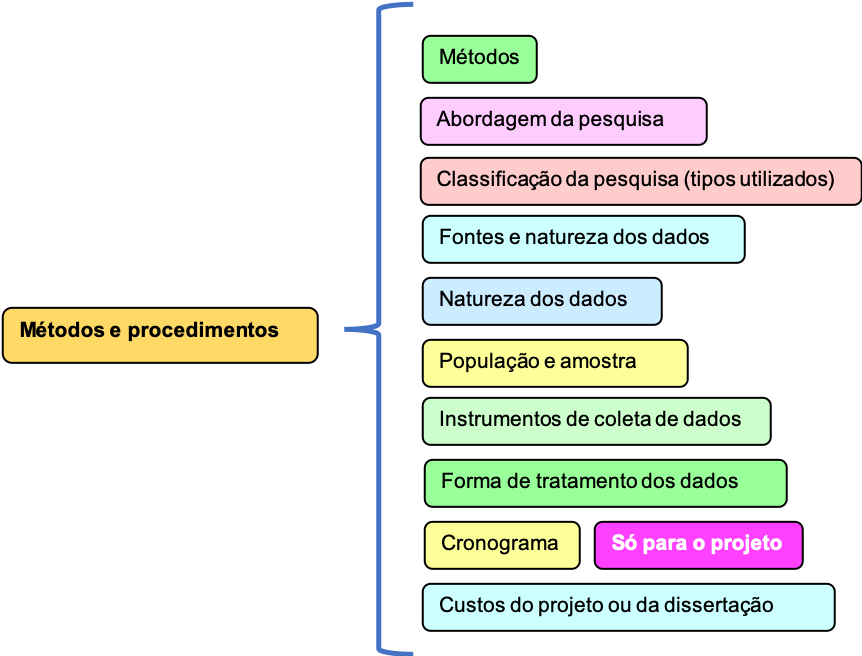 Métodos
Abordagem da pesquisa
Classificação da pesquisa (tipos utilizados)
Fontes e natureza dos dados
Natureza dos dados
Métodos e procedimentos
População e amostra
Instrumentos de coleta de dados
Forma de tratamento dos dados
Cronograma
Só para o projeto
Custos do projeto ou da dissertação